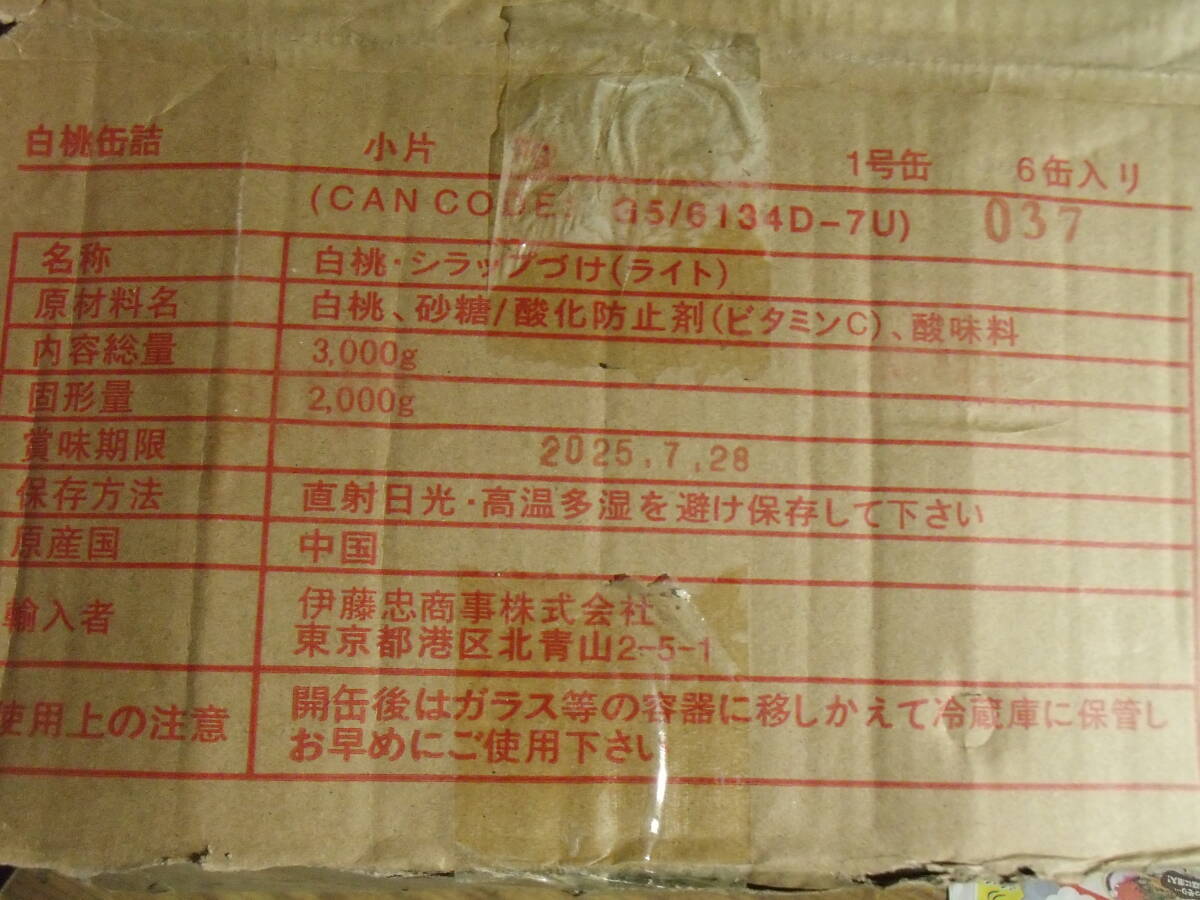 白桃缶詰 小片 1号缶 6缶入り
(CAN CODE: G5/6134D-7U) 037
名称 白桃・シラップづけ(ライト)
原材料名 白桃、砂糖/酸化防止剤(ビタミンC)、酸味料
内容総量 3,000g
固形量 2,000g
賞味期限 2025.7.28
保存方法 直射日光・高温多湿を避け保存して下さい
原産国 中国
輸入者 伊藤忠商事株式会社
東京都港区北青山2-5-1
使用上の注意 開缶後はガラス等の容器に移しかえて冷蔵庫に保管し
お早めにご使用下さい